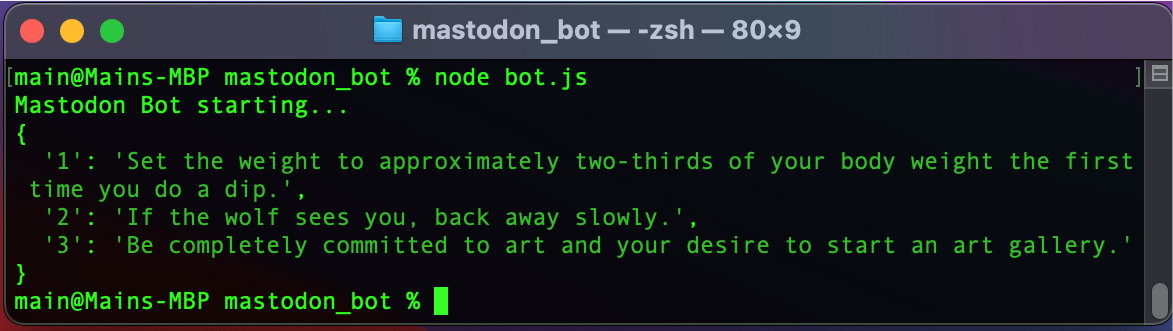 mastodon_bot — -zsh — 80×9
[main@Mains-MBP mastodon_bot % node bot.js ]
Mastodon Bot starting...
{
  '1': 'Set the weight to approximately two-thirds of your body weight the first
 time you do a dip.',
  '2': 'If the wolf sees you, back away slowly.',
  '3': 'Be completely committed to art and your desire to start an art gallery.'
}
main@Mains-MBP mastodon_bot %